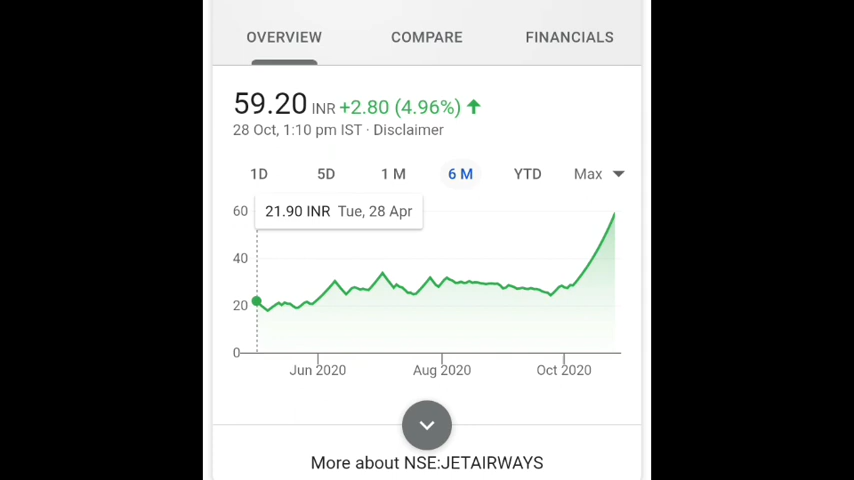 OVERVIEW COMPARE FINANCIALS
59.20 INR +2.80 (4.96%)
28 Oct, 1:10 pm IST · Disclaimer
1D 5D 1 M 6 M YTD Max
60 21.90 INR Tue, 28 Apr
40
20
0
Jun 2020 Aug 2020 Oct 2020
More about NSE:JETAIRWAYS